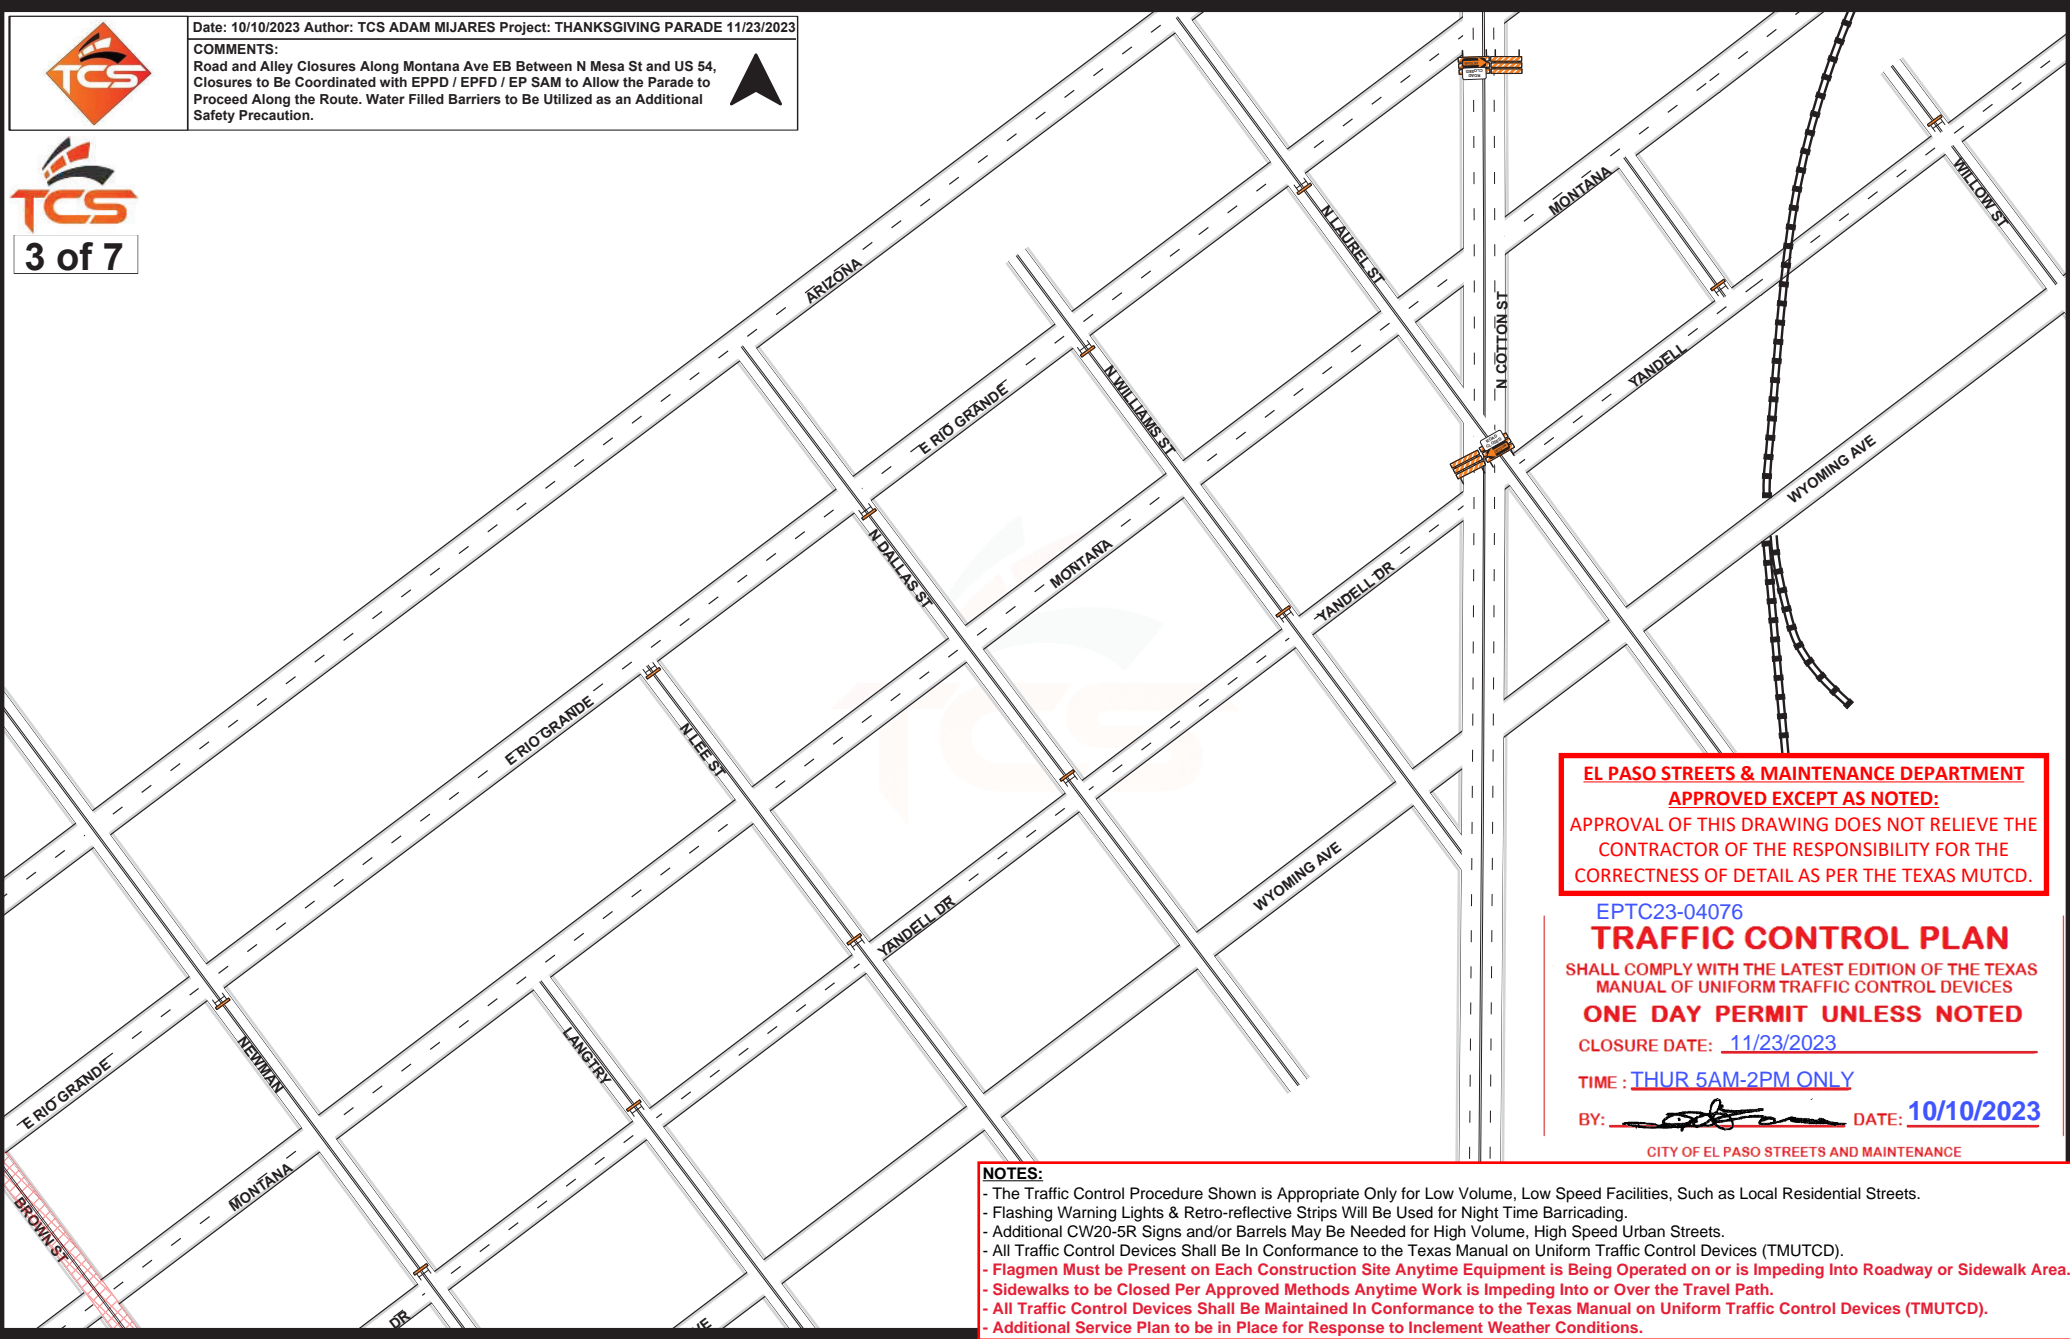 TCS
Date: 10/10/2023 Author: TCS ADAM MIJARES Project: THANKSGIVING PARADE 11/23/2023
COMMENTS:
Road and Alley Closures Along Montana Ave EB Between N Mesa St and US 54,
Closures to Be Coordinated with EPPD / EPFD / EP SAM to Allow the Parade to
Proceed Along the Route. Water Filled Barriers to Be Utilized as an Additional
Safety Precaution.
TCS
3 of 7
ROAD
CLOSED
MONTANA
WILLOW ST
N LAUREL ST
ARIZONA
N COTTON ST
YANDELL
E RIO GRANDE
N WILLIAMS ST
ROAD
CLOSED
WYOMING AVE
N DALLAS ST
MONTANA
YANDELL DR
TCS
E RIO GRANDE
N LEE ST
WYOMING AVE
YANDELL DR
NEWMAN
LANGTRY
E RIO GRANDE
MONTANA
BROWN ST
DR
VE
EL PASO STREETS & MAINTENANCE DEPARTMENT
APPROVED EXCEPT AS NOTED:
APPROVAL OF THIS DRAWING DOES NOT RELIEVE THE
CONTRACTOR OF THE RESPONSIBILITY FOR THE
CORRECTNESS OF DETAIL AS PER THE TEXAS MUTCD.
EPTC23-04076
TRAFFIC CONTROL PLAN
SHALL COMPLY WITH THE LATEST EDITION OF THE TEXAS
MANUAL OF UNIFORM TRAFFIC CONTROL DEVICES
ONE DAY PERMIT UNLESS NOTED
CLOSURE DATE: 11/23/2023
TIME : THUR 5AM-2PM ONLY
BY: DATE: 10/10/2023
CITY OF EL PASO STREETS AND MAINTENANCE
NOTES:
- The Traffic Control Procedure Shown is Appropriate Only for Low Volume, Low Speed Facilities, Such as Local Residential Streets.
- Flashing Warning Lights & Retro-reflective Strips Will Be Used for Night Time Barricading.
- Additional CW20-5R Signs and/or Barrels May Be Needed for High Volume, High Speed Urban Streets.
- All Traffic Control Devices Shall Be In Conformance to the Texas Manual on Uniform Traffic Control Devices (TMUTCD).
- Flagmen Must be Present on Each Construction Site Anytime Equipment is Being Operated on or is Impeding Into Roadway or Sidewalk Area.
- Sidewalks to be Closed Per Approved Methods Anytime Work is Impeding Into or Over the Travel Path.
- All Traffic Control Devices Shall Be Maintained In Conformance to the Texas Manual on Uniform Traffic Control Devices (TMUTCD).
- Additional Service Plan to be in Place for Response to Inclement Weather Conditions.